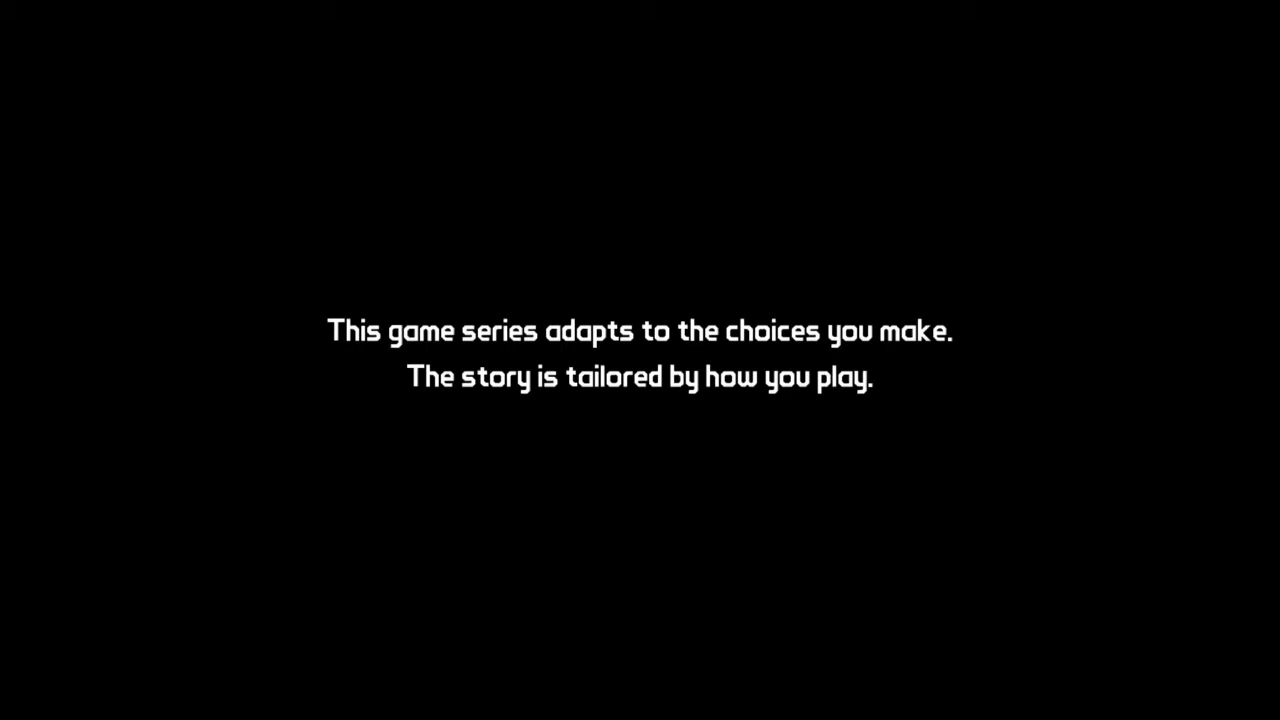 This game series adapts to the choices you make.
The story is tailored by how you play.